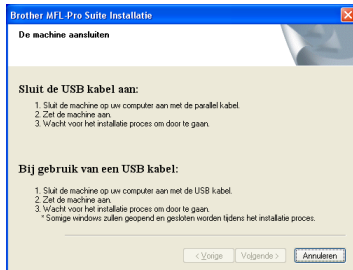 Brother MFL-Pro Suite Installatie
De machine aansluiten
Sluit de USB kabel aan:
1. Sluit de machine op uw computer aan met de parallel kabel.
2. Zet de machine aan.
3. Wacht voor het installatie proces om door te gaan.
Bij gebruik van een USB kabel:
1. Sluit de machine op uw computer aan met de USB kabel.
2. Zet de machine aan.
3. Wacht voor het installatie proces om door te gaan.
* Somige windows zullen geopend en gesloten worden tijdens het installatie proces.
< Vorige Volgende > Annuleren